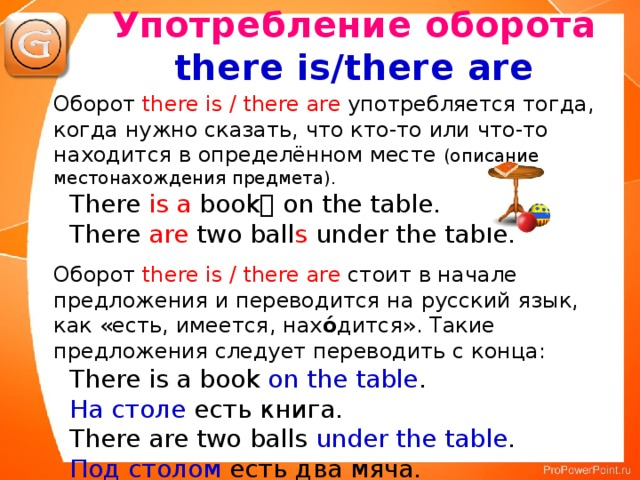 G
Употребление оборота
there is/there are
Оборот there is / there are употребляется тогда,
когда нужно сказать, что кто-то или что-то
находится в определённом месте (описание
местонахождения предмета).
There is a book▯ on the table.
There are two balls under the table.
Оборот there is / there are стоит в начале
предложения и переводится на русский язык,
как «есть, имеется, нахо́дится». Такие
предложения следует переводить с конца:
There is a book on the table.
На столе есть книга.
There are two balls under the table.
Под столом есть два мяча.
ProPowerPoint.ru